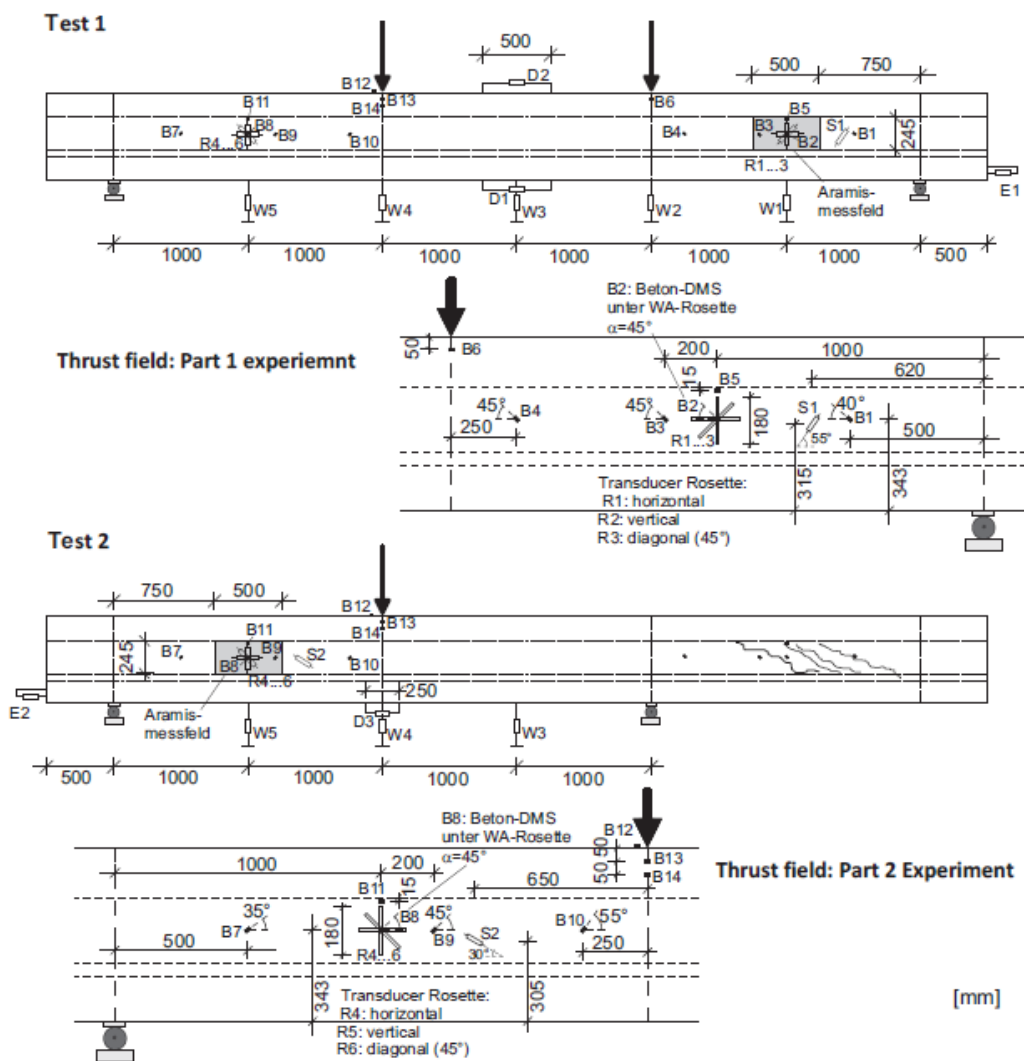 Test 1
500
D2
500
750
B12
B13
B14
B11
B7
B8
B9
B10
R4...6
B6
B4
B3
B5
B2
S1
B1
245
R1...3
Aramis-
messfeld
E1
D1
W5
W4
W3
W2
W1
1000
1000
1000
1000
1000
1000
500
B2: Beton-DMS
unter WA-Rosette
α=45°
Thrust field: Part 1 experiemnt
50
B6
200
1000
15
B5
620
45°
B4
45°
B3
B2
180
S1
40°
B1
250
R1...3
55°
500
315
343
Transducer Rosette:
R1: horizontal
R2: vertical
R3: diagonal (45°)
Test 2
750
500
B12
B13
B14
B11
B7
B9
B8
S2
B10
245
R4...6
E2
Aramis-
messfeld
250
D3
W5
W4
W3
500
1000
1000
1000
1000
B8: Beton-DMS
unter WA-Rosette
α=45°
B12
50
50
B13
B14
Thrust field: Part 2 Experiment
1000
200
650
B11
15
35°
B7
180
B8
45°
B9
S2
30°
B10
55°
500
R4...6
250
343
305
Transducer Rosette:
R4: horizontal
R5: vertical
R6: diagonal (45°)
[mm]